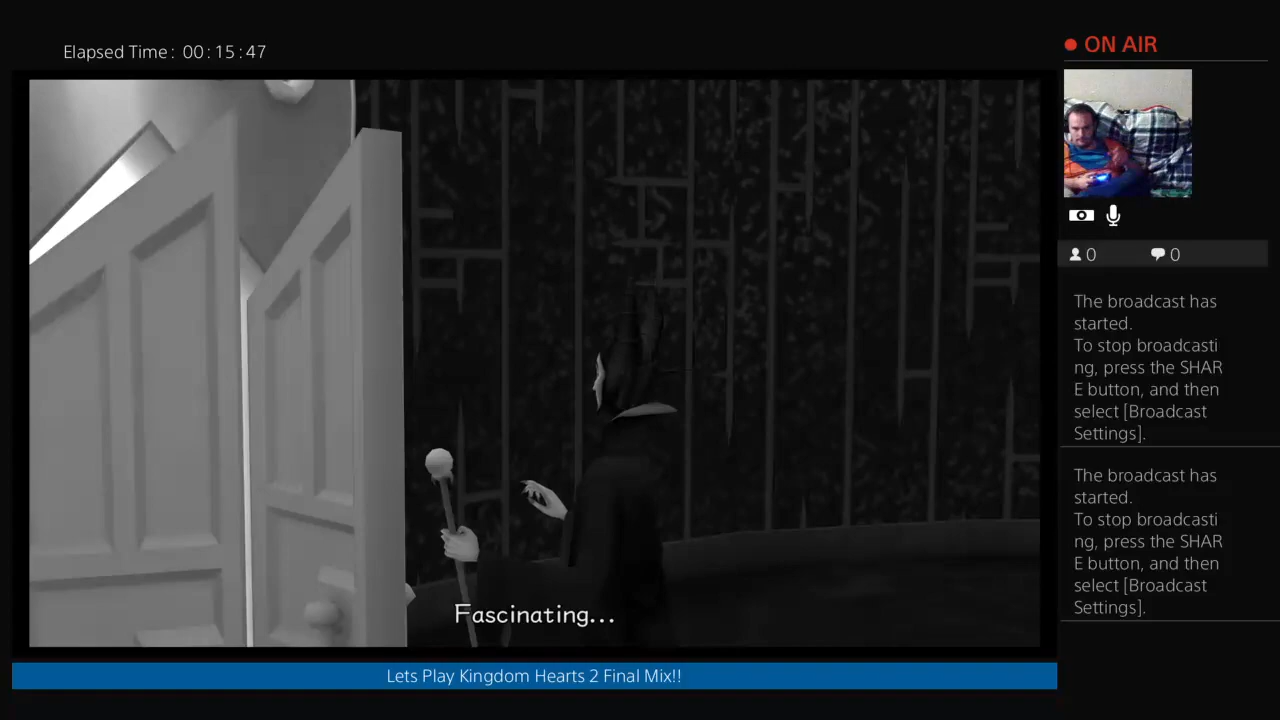 Elapsed Time: 00:15:47
ON AIR
0 0
The broadcast has
started.
To stop broadcasti
ng, press the SHAR
E button, and then
select [Broadcast
Settings].
The broadcast has
started.
To stop broadcasti
ng, press the SHAR
E button, and then
select [Broadcast
Settings].
Fascinating...
Lets Play Kingdom Hearts 2 Final Mix!!